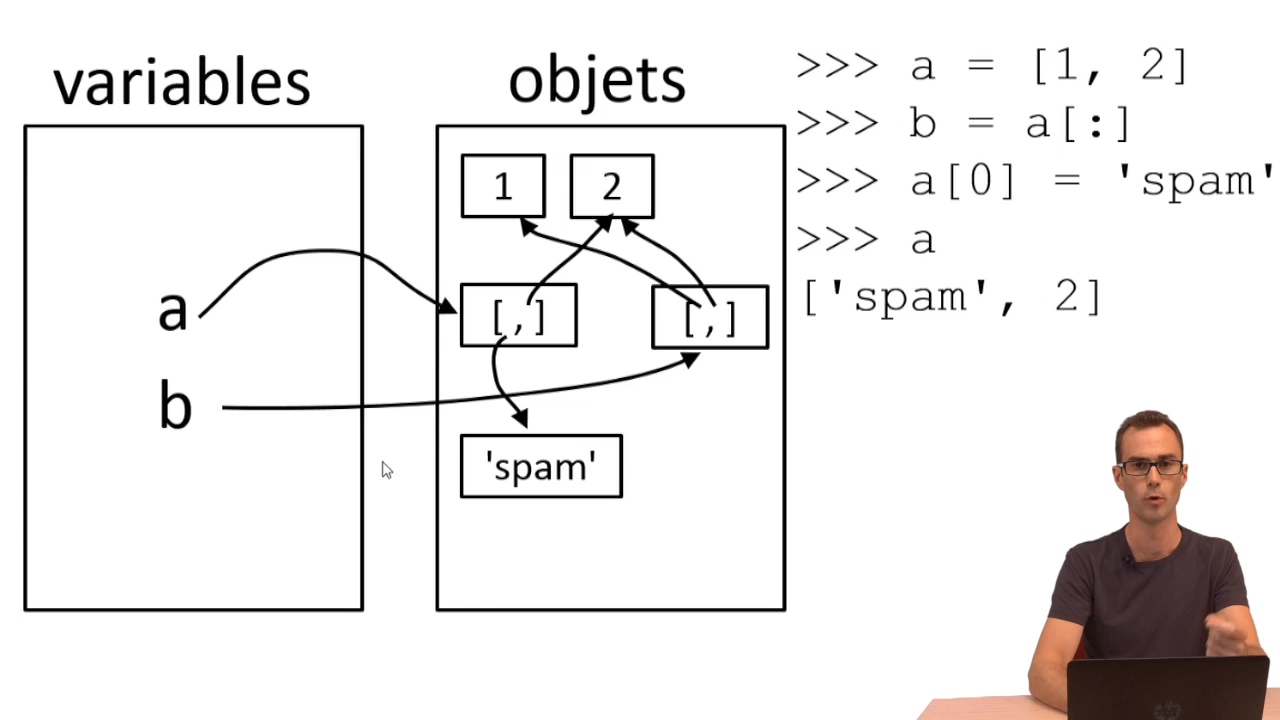 variables
objets
1
2
[,]
[,]
'spam'
a
b
>>> a = [1, 2]
>>> b = a[:]
>>> a[0] = 'spam'
>>> a
['spam', 2]